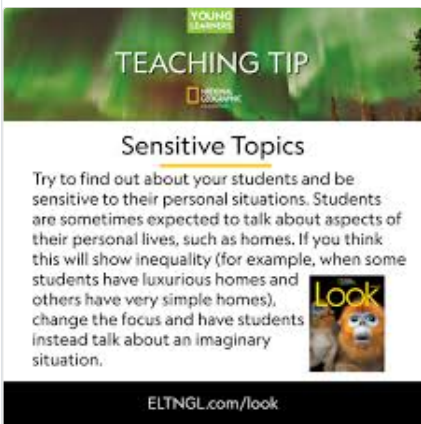 YOUNG
LEARNERS
TEACHING TIP
NATIONAL
GEOGRAPHIC
Sensitive Topics
Try to find out about your students and be
sensitive to their personal situations. Students
are sometimes expected to talk about aspects of
their personal lives, such as homes. If you think
this will show inequality (for example, when some
students have luxurious homes and
others have very simple homes),
change the focus and have students
instead talk about an imaginary
situation.
Look
ELTNGL.com/look